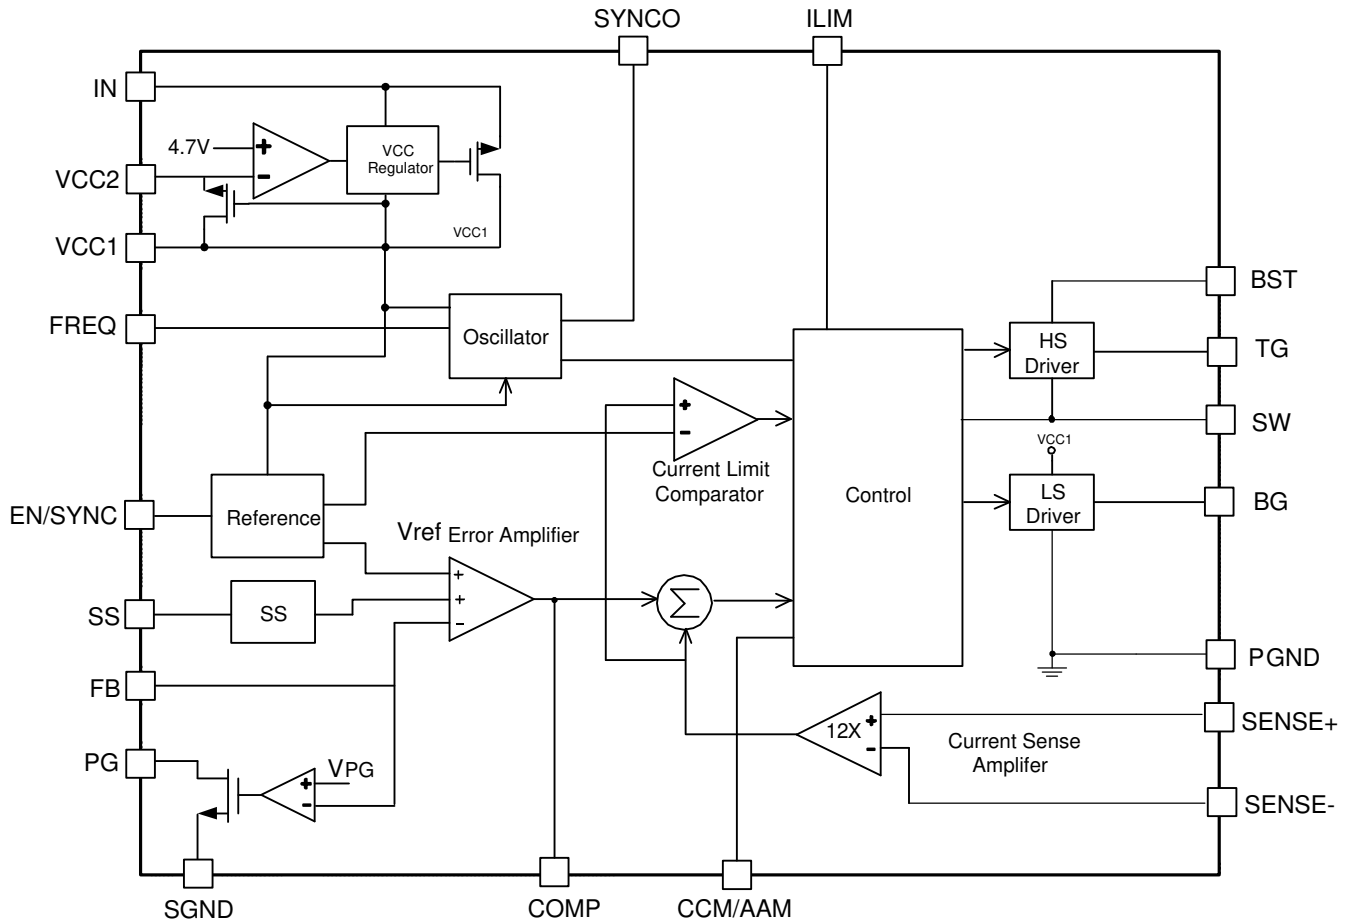 SYNCO
ILIM
IN
4.7V
+
-
VCC
Regulator
VCC2
VCC1
VCC1
FREQ
Oscillator
BST
HS
Driver
TG
SW
VCC1
+
-
Current Limit
Comparator
Control
LS
Driver
BG
EN/SYNC
Reference
Vref
Error Amplifier
+
+
-
SS
SS
Σ
FB
PGND
PG
VPG
+
-
12X
+
-
Current Sense
Amplifer
SENSE+
SENSE-
SGND
COMP
CCM/AAM